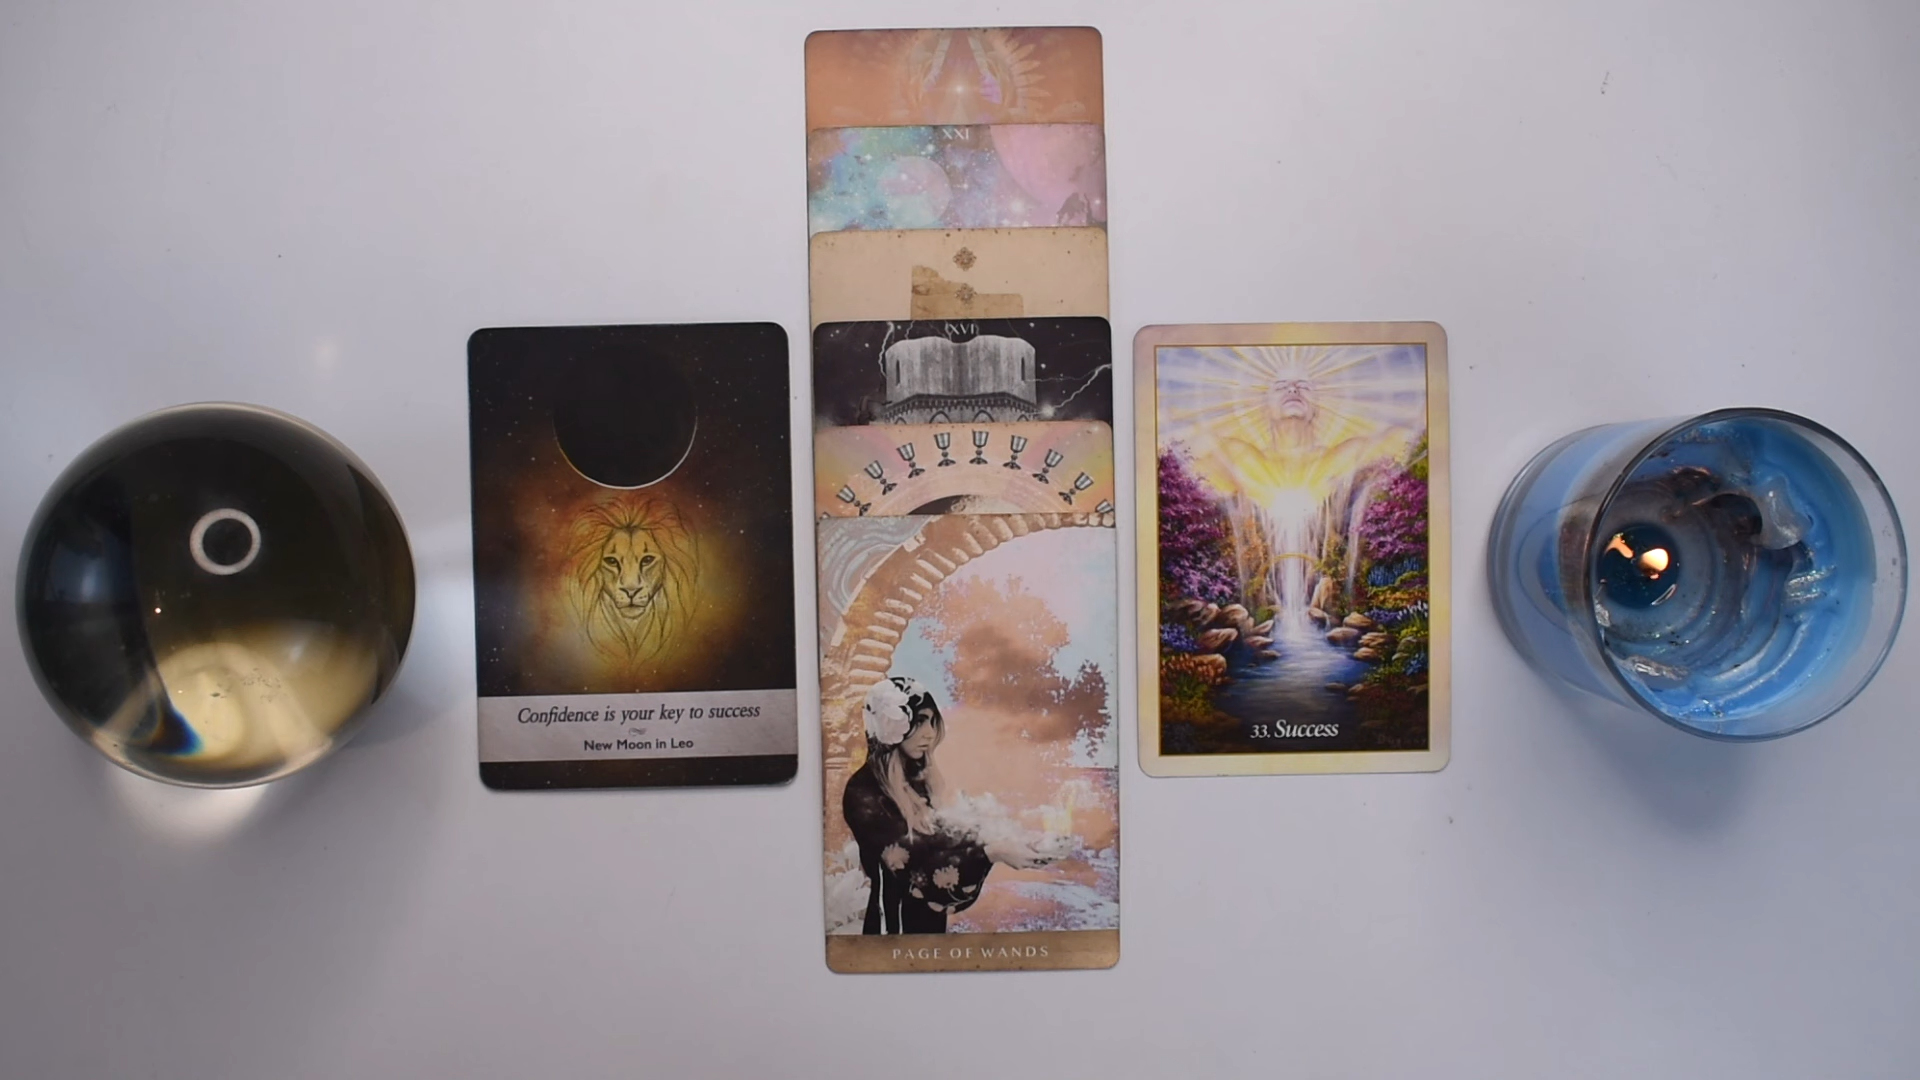 XXI
XVI
Confidence is your key to success
New Moon in Leo
33. Success
PAGE OF WANDS